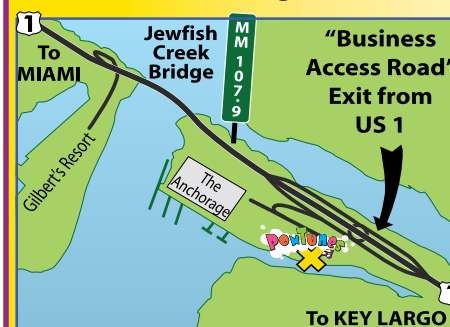 1
To
MIAMI
Jewfish
Creek
Bridge
MM 107.9
"Business
Access Road"
Exit from
US 1
Gilbert's Resort
The
Anchorage
PowTunes
To KEY LARGO